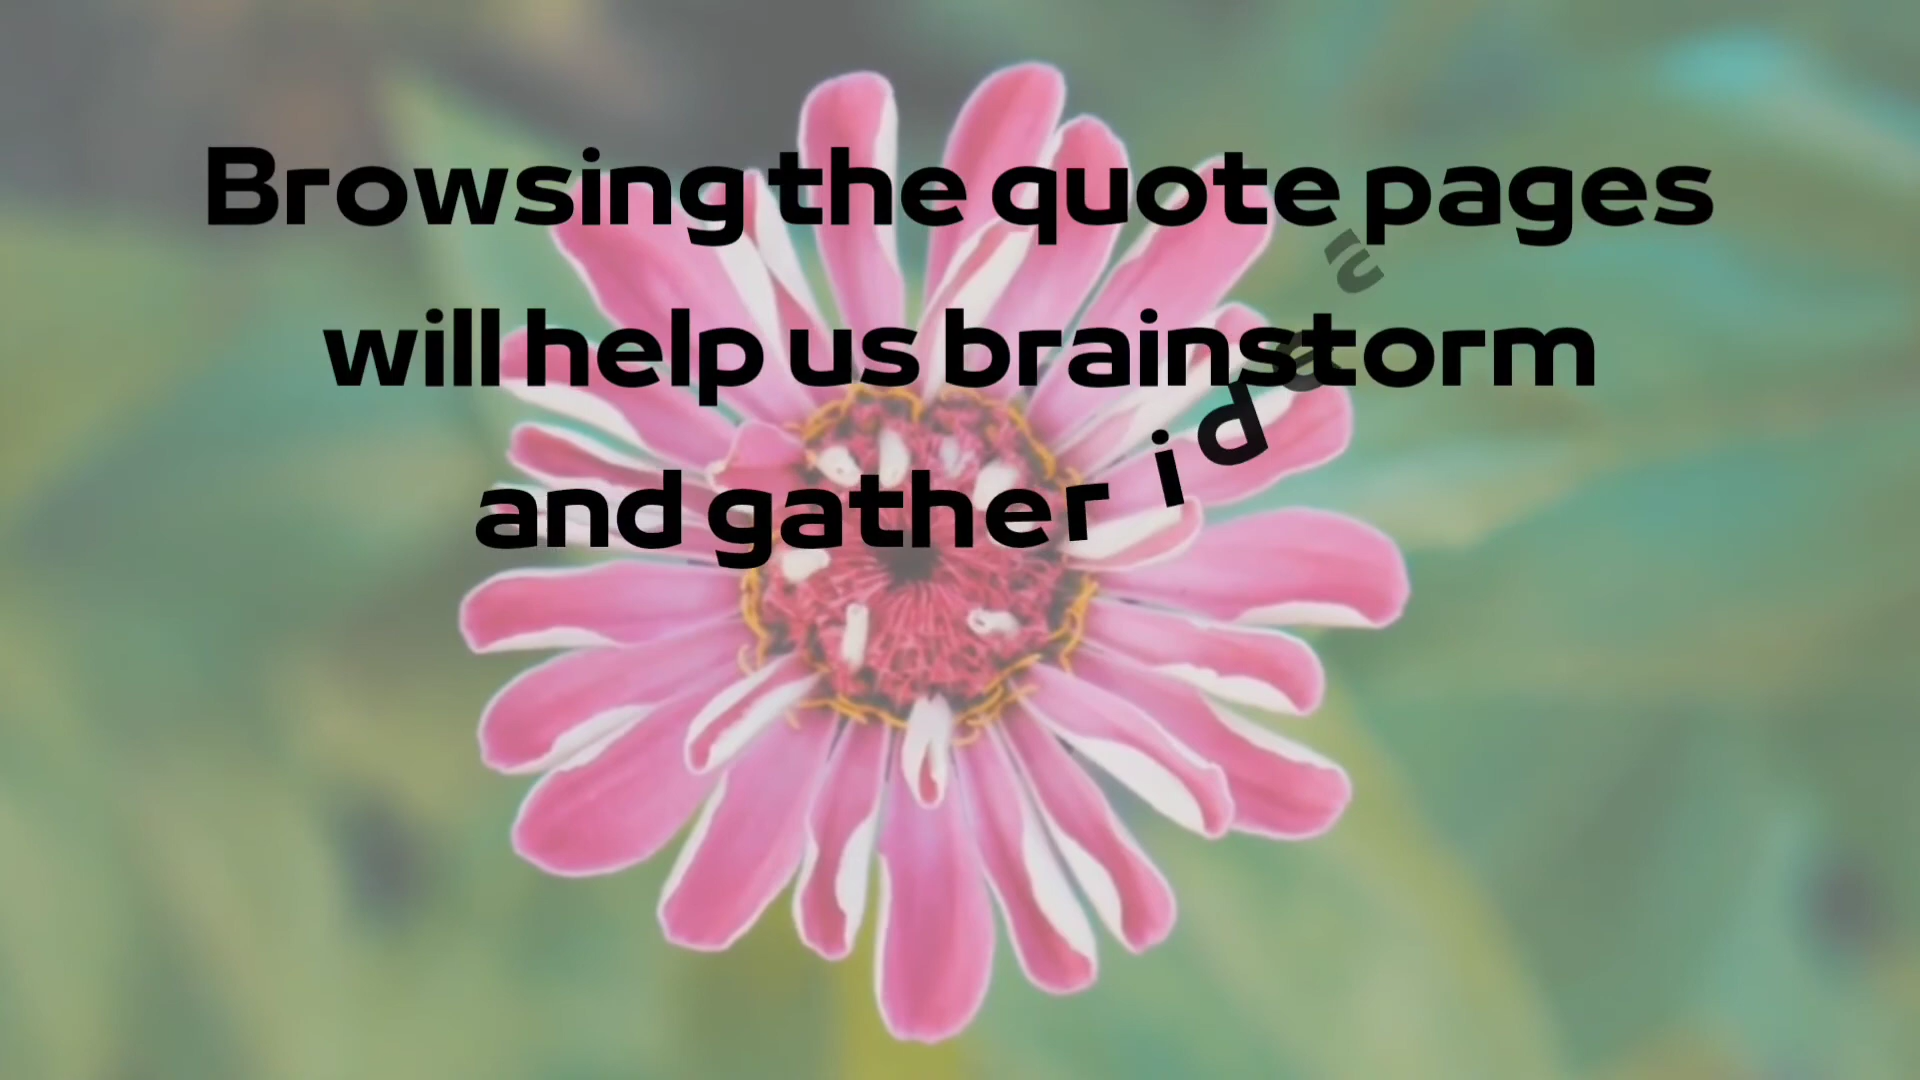 Browsing the quote pages
will help us brainstorm
and gather